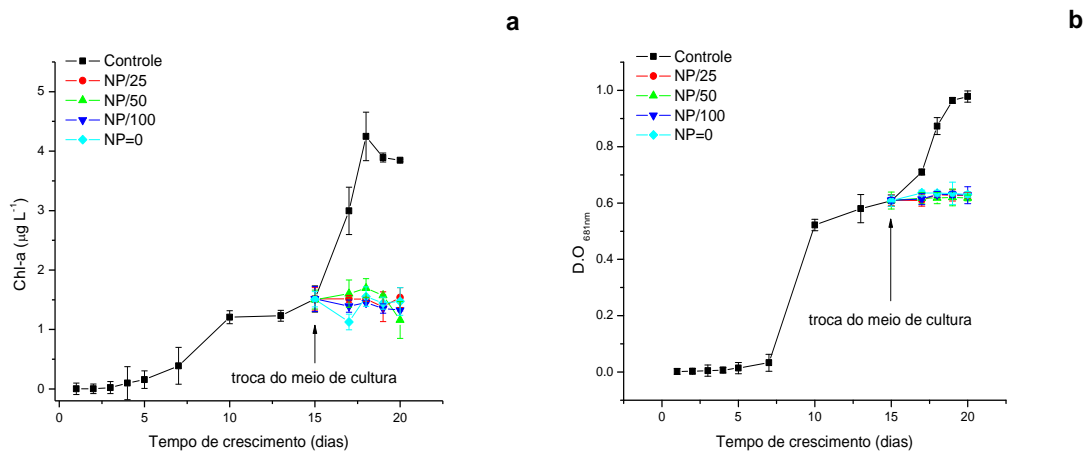 a
Controle
NP/25
NP/50
NP/100
NP=0
5
4
3
2
1
0
Chl-a (µg L⁻¹)
troca do meio de cultura
0 5 10 15 20
Tempo de crescimento (dias)
b
Controle
NP/25
NP/50
NP/100
NP=0
1.0
0.8
0.6
0.4
0.2
0.0
D.O 681nm
troca do meio de cultura
0 5 10 15 20
Tempo de crescimento (dias)